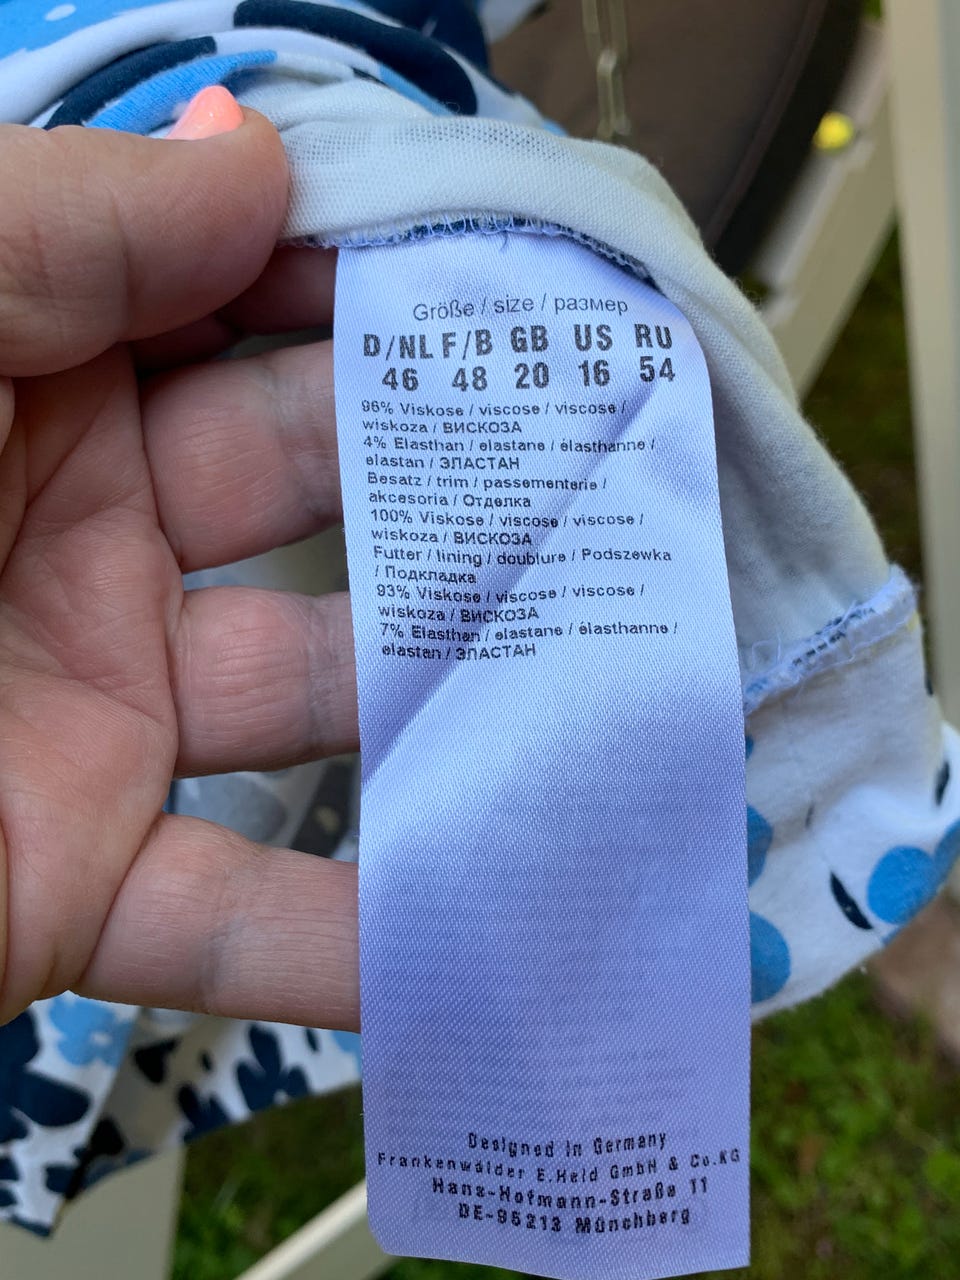 Größe / size / размер
D/NL F/B GB US RU
46 48 20 16 54
96% Viskose / viscose / viscose /
wiskoza / ВИСКОЗА
4% Elasthan / elastane / élasthanne /
elastan / ЭЛАСТАН
Besatz / trim / passementerie /
akcesoria / Отделка
100% Viskose / viscose / viscose /
wiskoza / ВИСКОЗА
Futter / lining / doublure / Podszewka
/ Подкладка
93% Viskose / viscose / viscose /
wiskoza / ВИСКОЗА
7% Elasthan / elastane / élasthanne /
elastan / ЭЛАСТАН
Designed in Germany
Frankenwälder E.Held GmbH & Co.KG
Hans-Hofmann-Straße 11
DE-95213 Münchberg